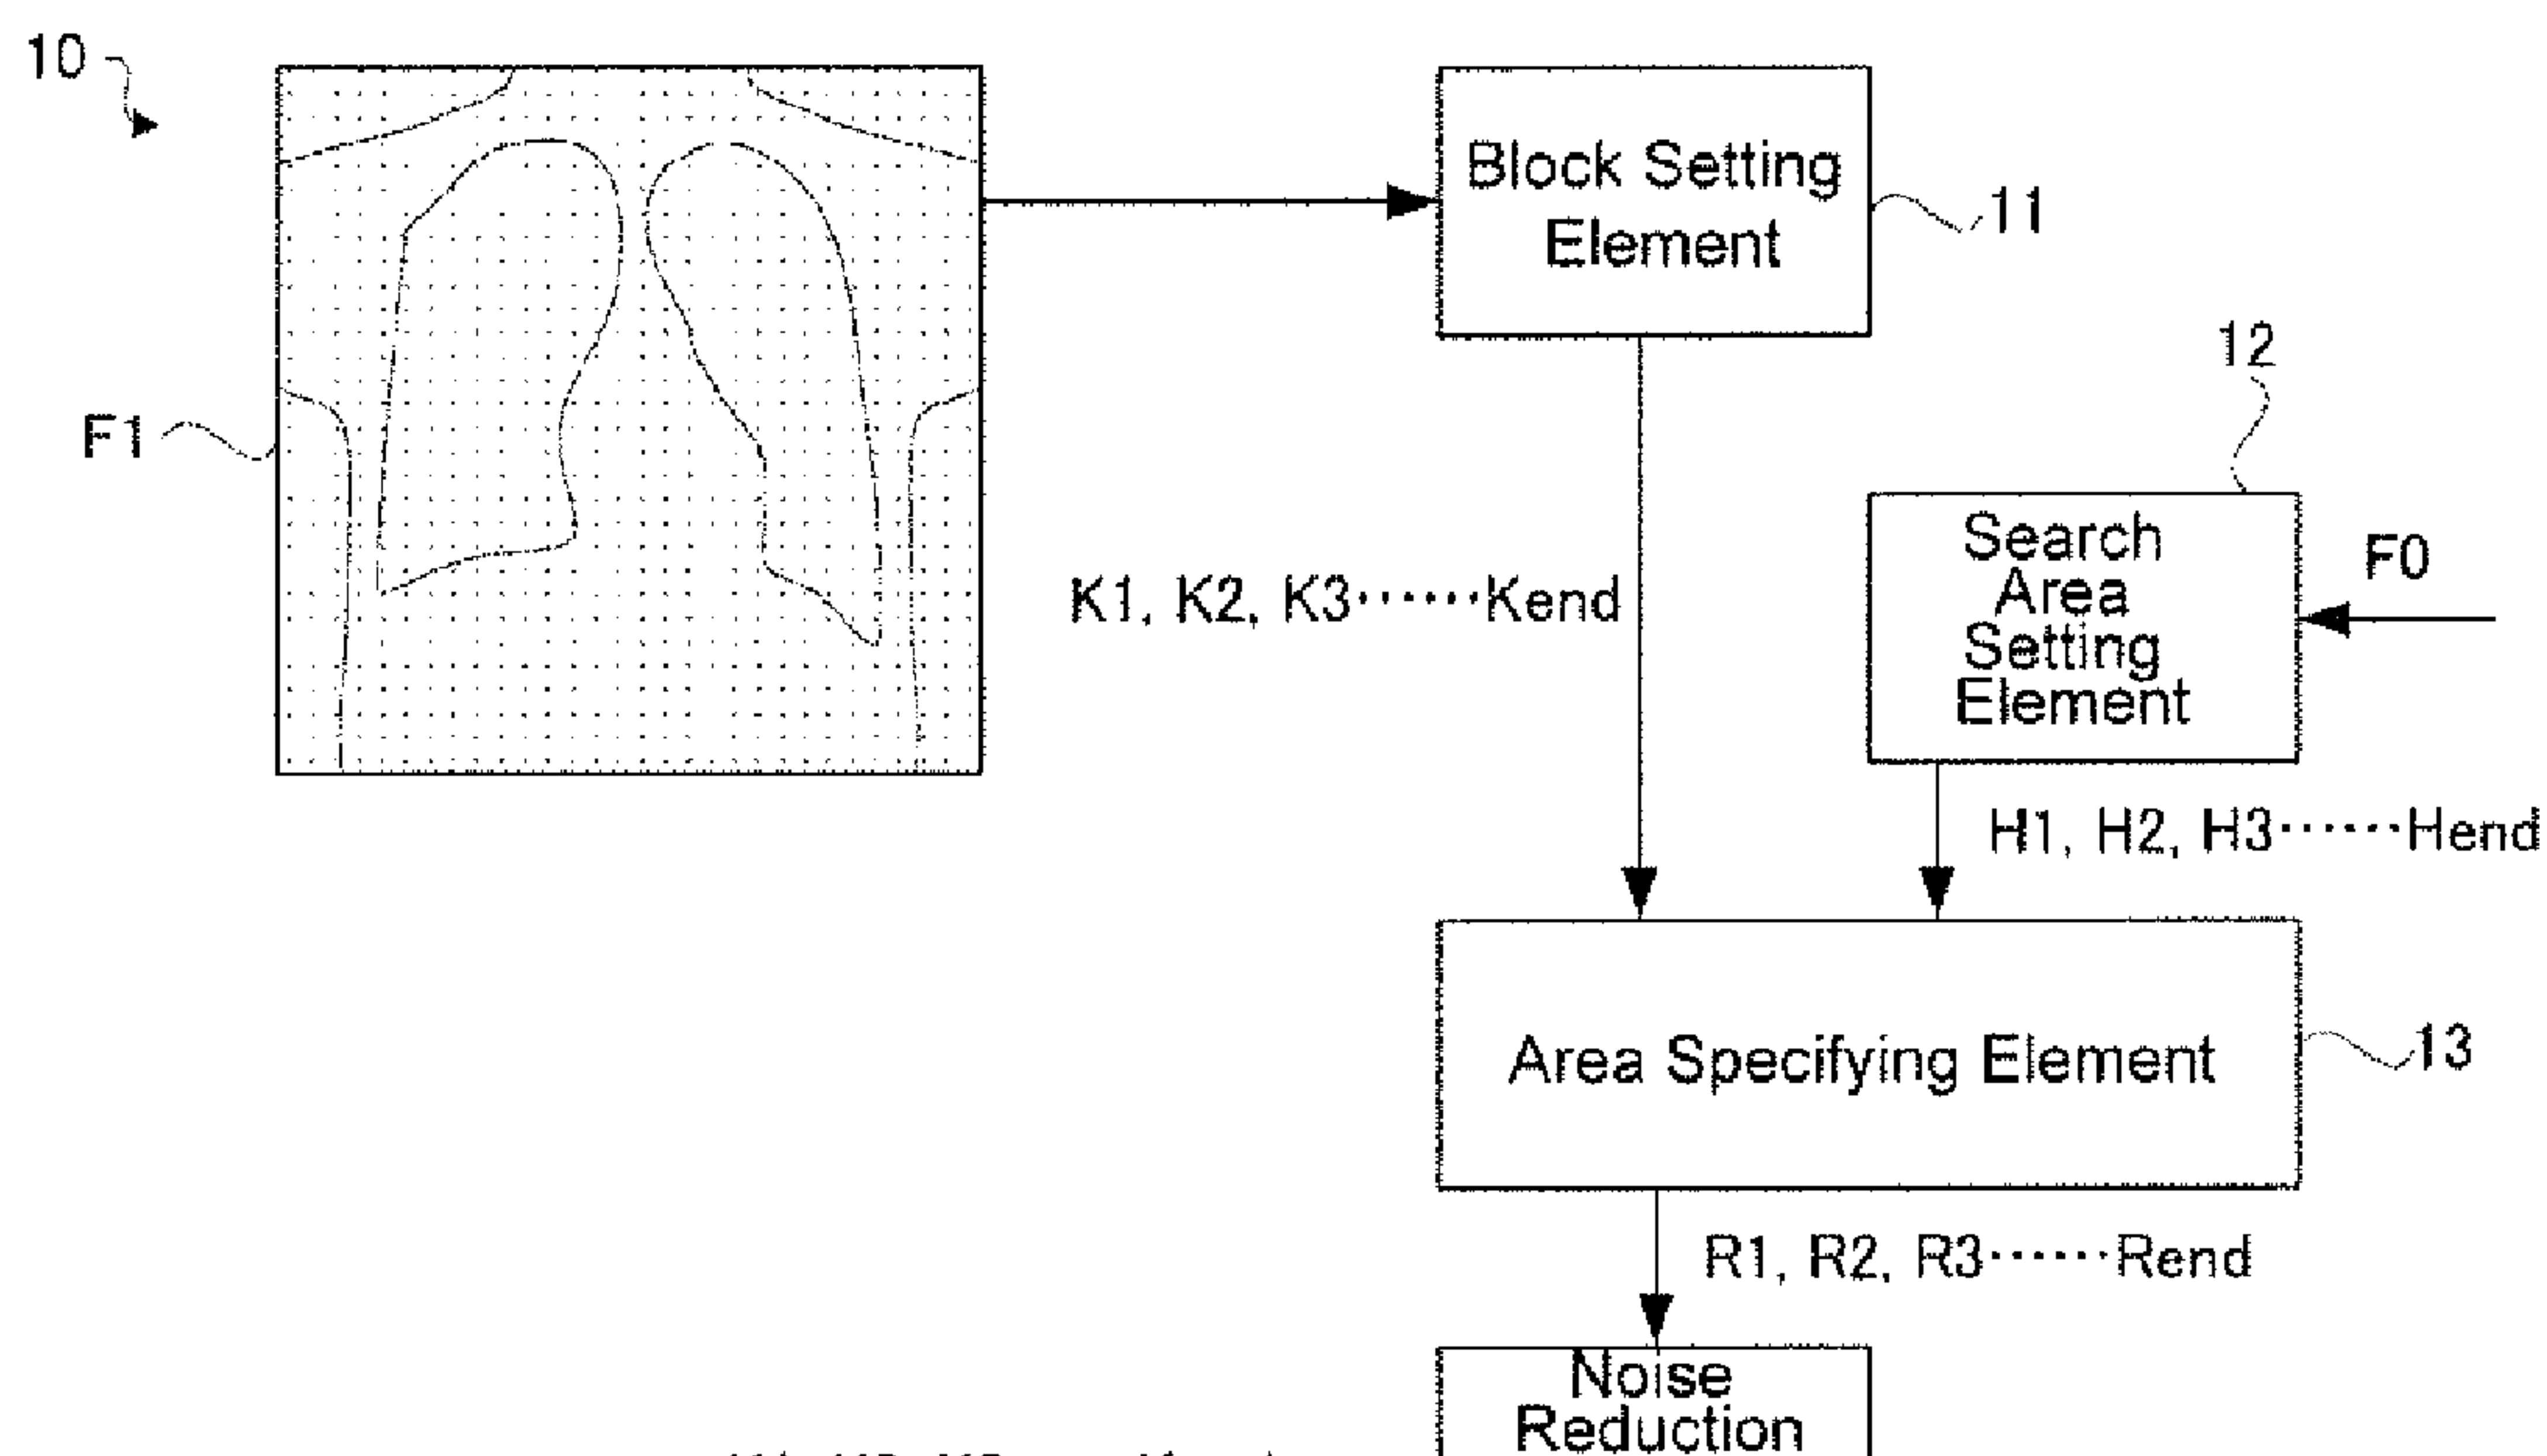 10
Block Setting
Element
11
12
F1
Search
Area
Setting
Element
F0
K1, K2, K3······Kend
H1, H2, H3······Hend
Area Specifying Element
13
R1, R2, R3······Rend
Noise
Reduction